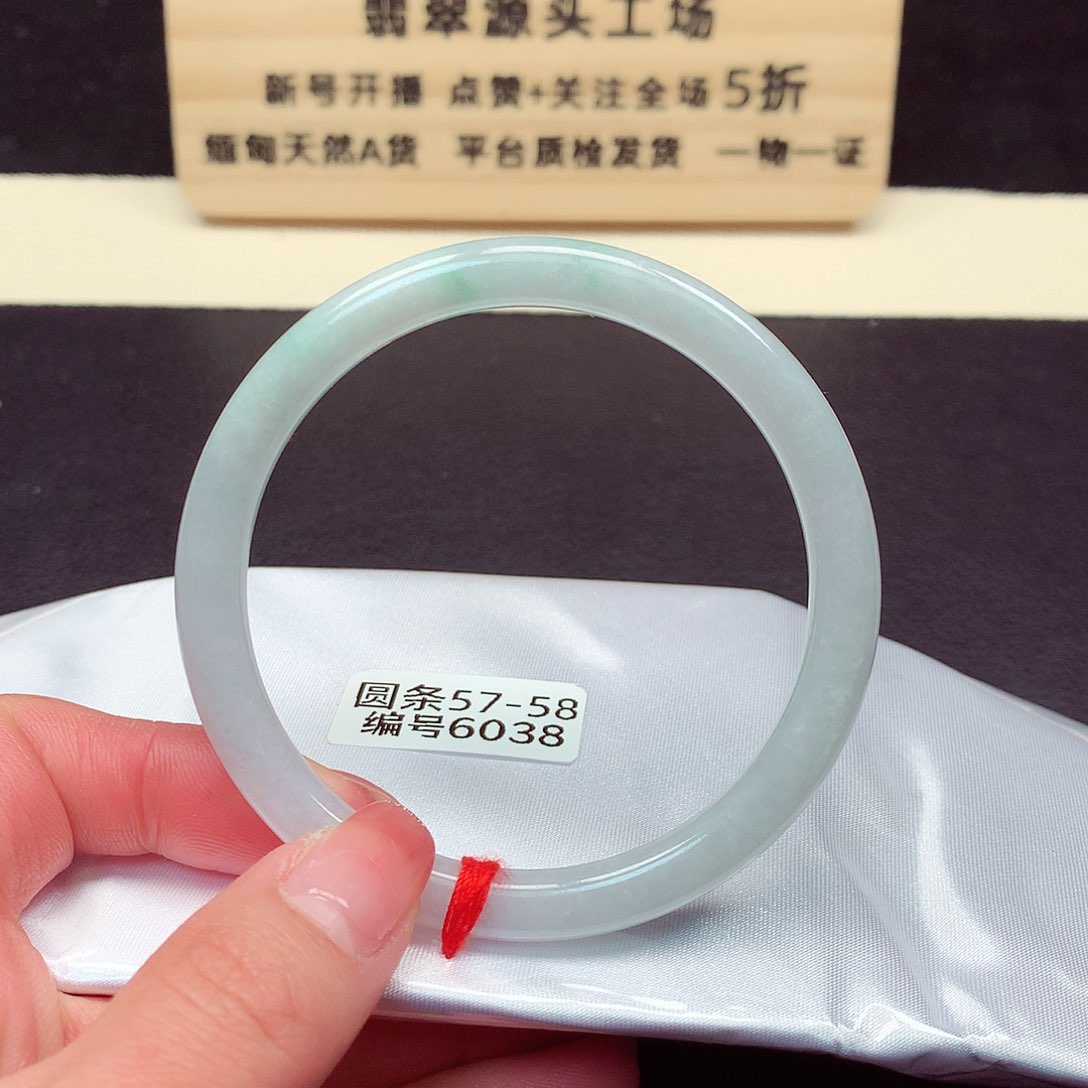 翡翠源头工场
新号开播 点赞+关注全场5折
缅甸天然A货 平台质检发货 一物一证
圆条57-58
编号6038